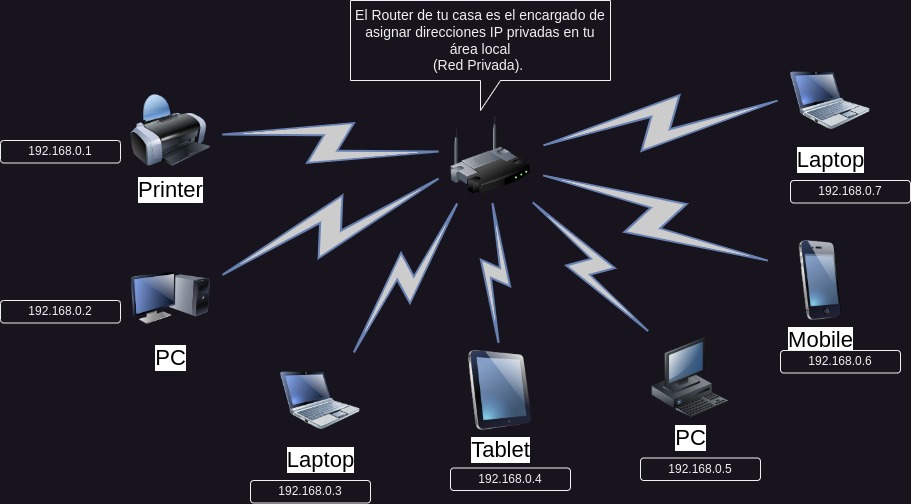 El Router de tu casa es el encargado de
asignar direcciones IP privadas en tu
área local
(Red Privada).
192.168.0.1
Printer
Laptop
192.168.0.7
192.168.0.2
PC
Mobile
192.168.0.6
Laptop
192.168.0.3
Tablet
192.168.0.4
PC
192.168.0.5